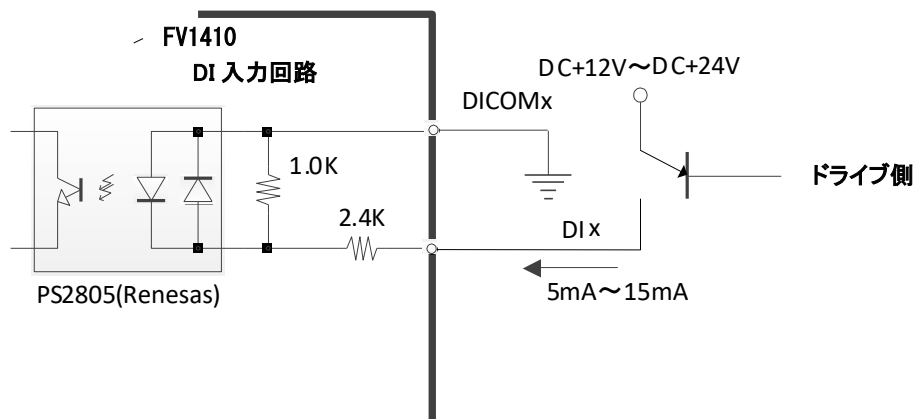 FV1410
DI 入力回路
DC+12V～DC+24V
DICOMx
1.0K
ドライブ側
2.4K
DIx
5mA～15mA
PS2805(Renesas)